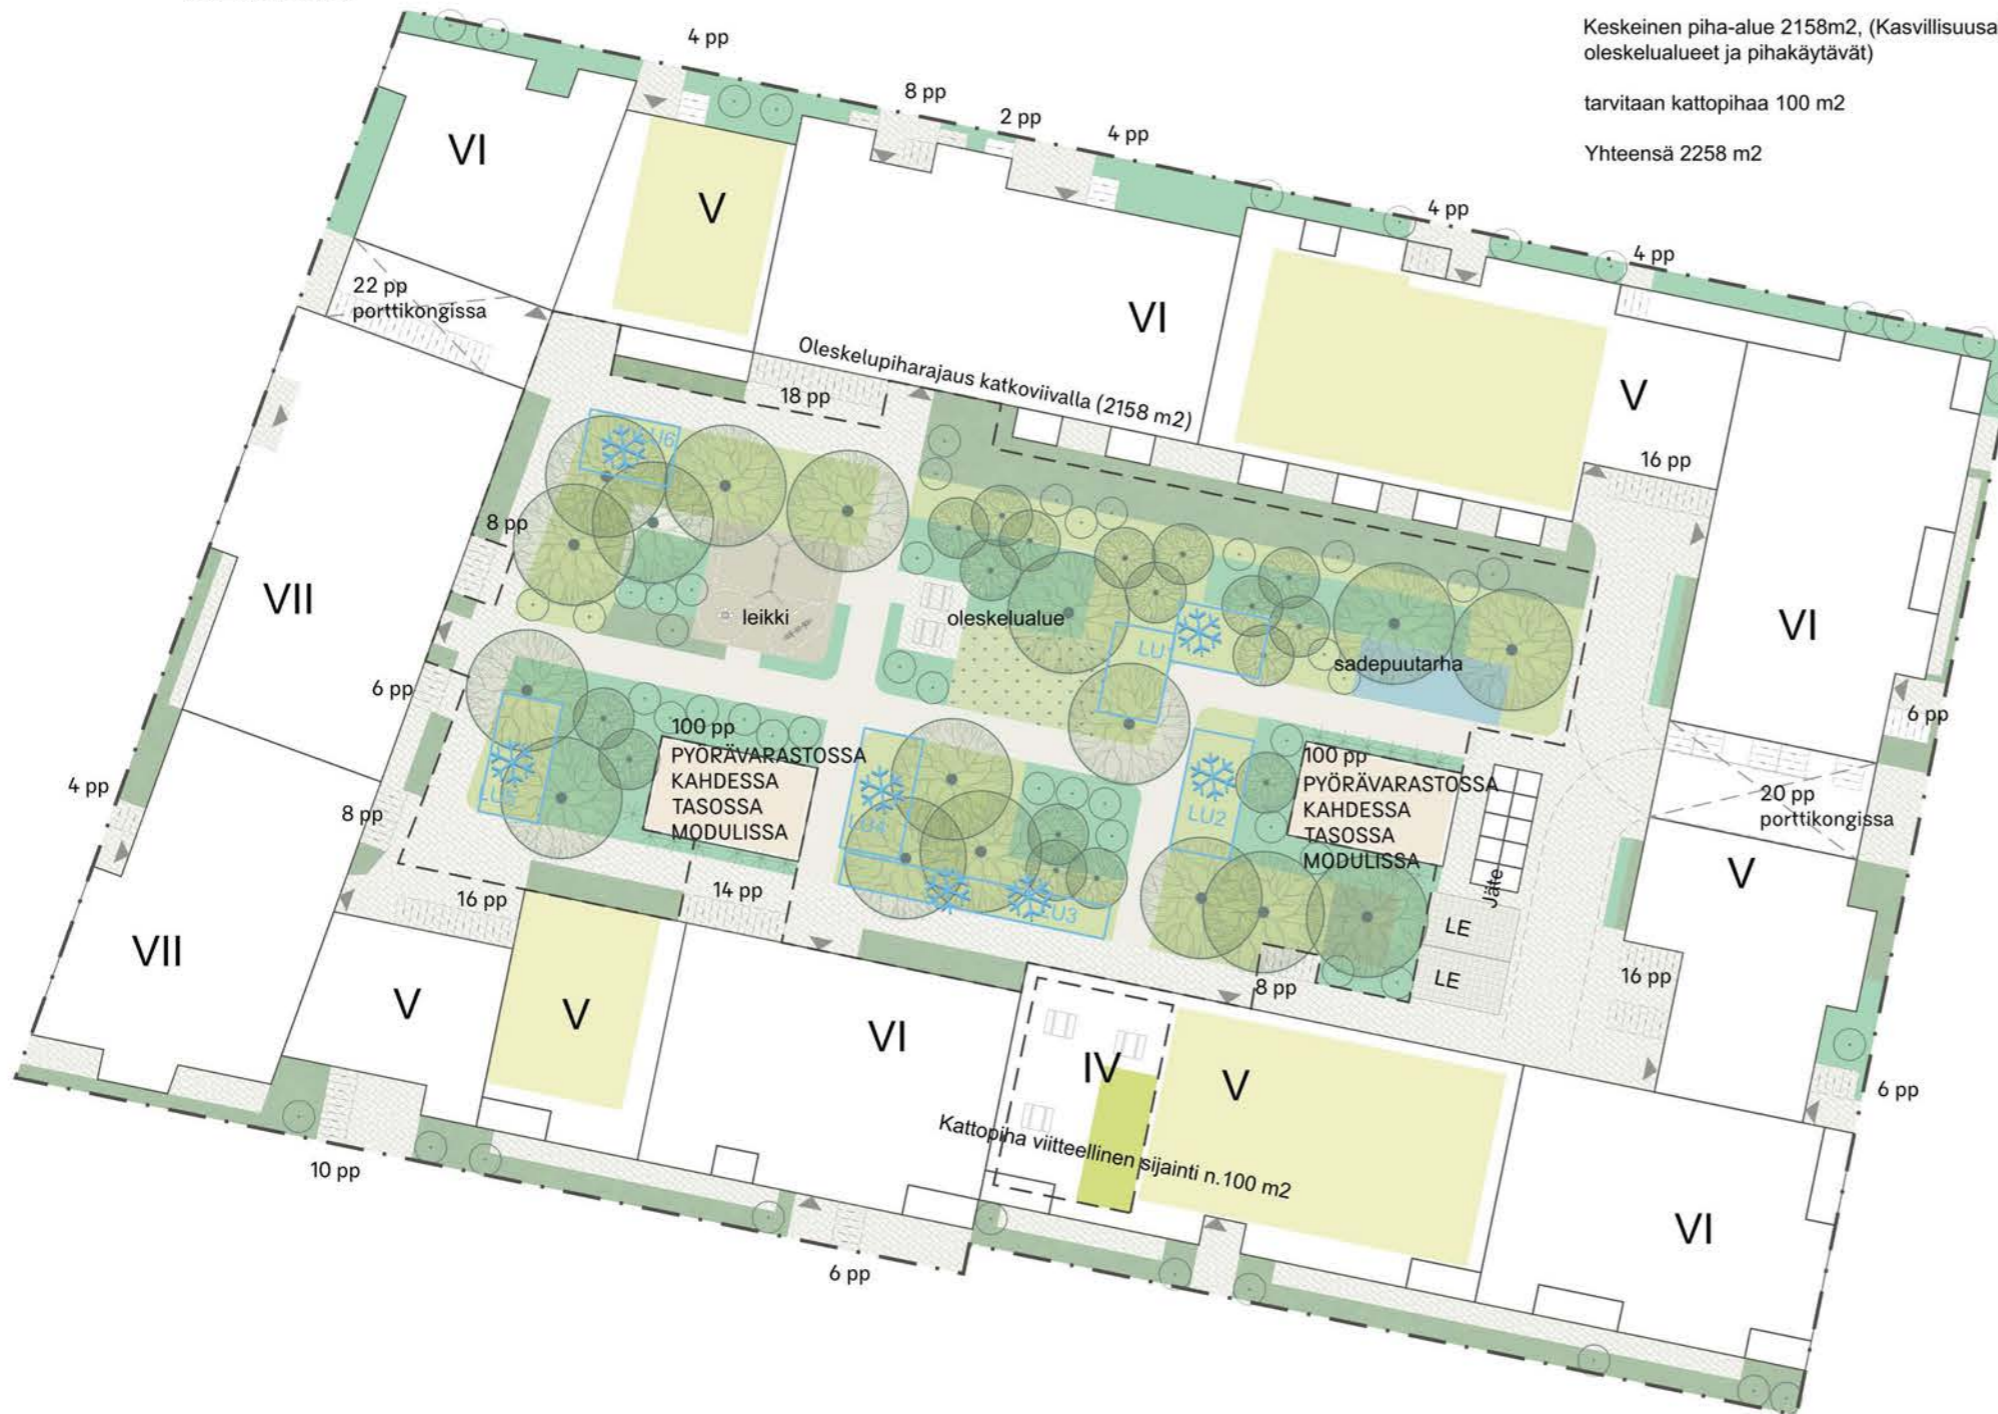 Keskeinen piha-alue 2158m2, (Kasvillisuusa
oleskelualueet ja pihakäytävät)
tarvitaan kattopihaa 100 m2
Yhteensä 2258 m2
4 pp
8 pp
2 pp
4 pp
4 pp
4 pp
VI
V
VI
V
22 pp
porttikongissa
Oleskelupiharajaus katkoviivalla (2158 m2)
18 pp
16 pp
LU6
8 pp
VII
leikki
oleskelualue
LU1
sadepuutarha
VI
6 pp
6 pp
100 pp
PYÖRÄVARASTOSSA
KAHDESSA
TASOSSA
MODULISSA
100 pp
PYÖRÄVARASTOSSA
KAHDESSA
TASOSSA
MODULISSA
LU5
LU4
LU2
20 pp
porttikongissa
4 pp
8 pp
V
Jäte
16 pp
14 pp
LU3
LE
LE
VII
V
V
VI
8 pp
16 pp
IV
V
6 pp
Kattopiha viitteellinen sijainti n.100 m2
10 pp
6 pp
VI